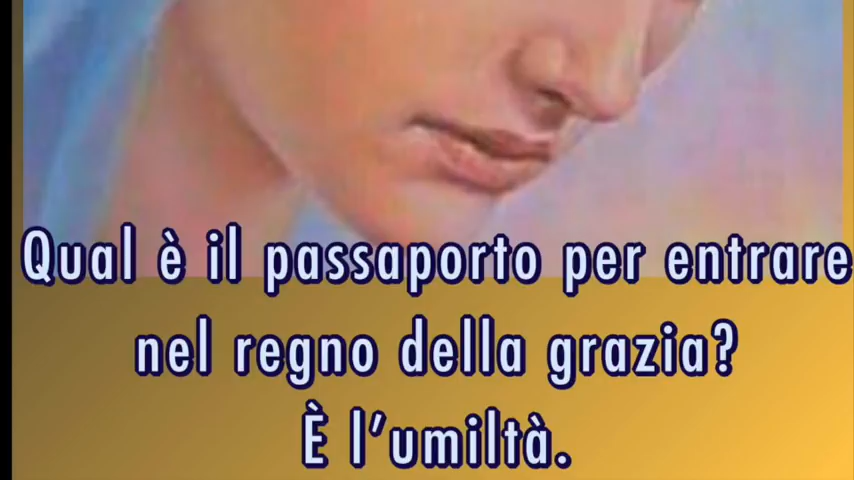 Qual è il passaporto per entrare
nel regno della grazia?
È l'umiltà.